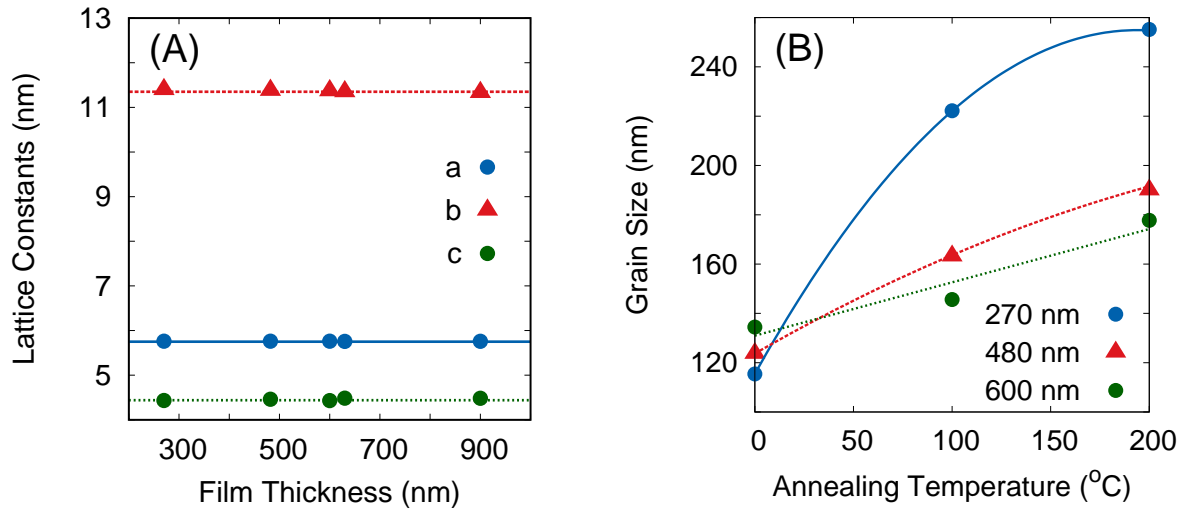 (A)
Lattice Constants (nm)
13
11
9
7
5
a
b
c
300
500
700
900
Film Thickness (nm)
(B)
Grain Size (nm)
240
200
160
120
270 nm
480 nm
600 nm
0
50
100
150
200
Annealing Temperature (°C)